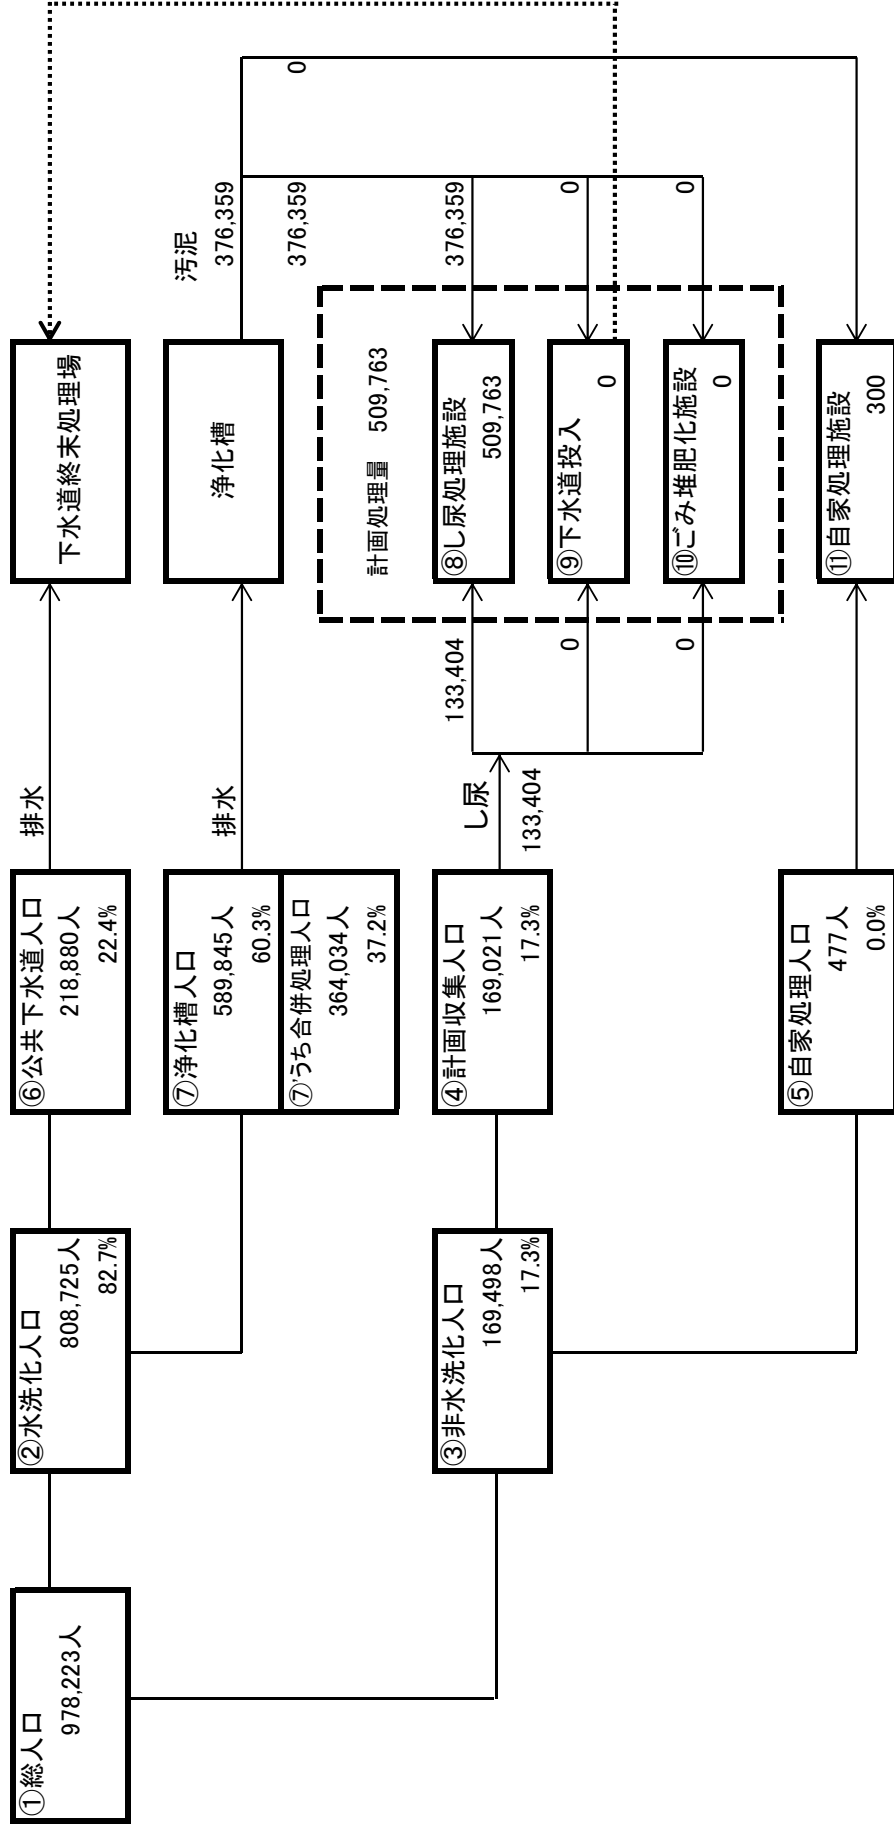 ①総人口
978,223人
②水洗化人口
808,725人
82.7%
③非水洗化人口
169,498人
17.3%
⑥公共下水道人口
218,880人
22.4%
⑦浄化槽人口
589,845人
60.3%
⑦'うち合併処理人口
364,034人
37.2%
④計画収集人口
169,021人
17.3%
⑤自家処理人口
477人
0.0%
排水
排水
し尿
133,404
133,404
0
0
下水道終末処理場
浄化槽
計画処理量 509,763
⑧し尿処理施設
509,763
⑨下水道投入
0
⑩ごみ堆肥化施設
0
⑪自家処理施設
300
汚泥
376,359
376,359
376,359
0
0
0